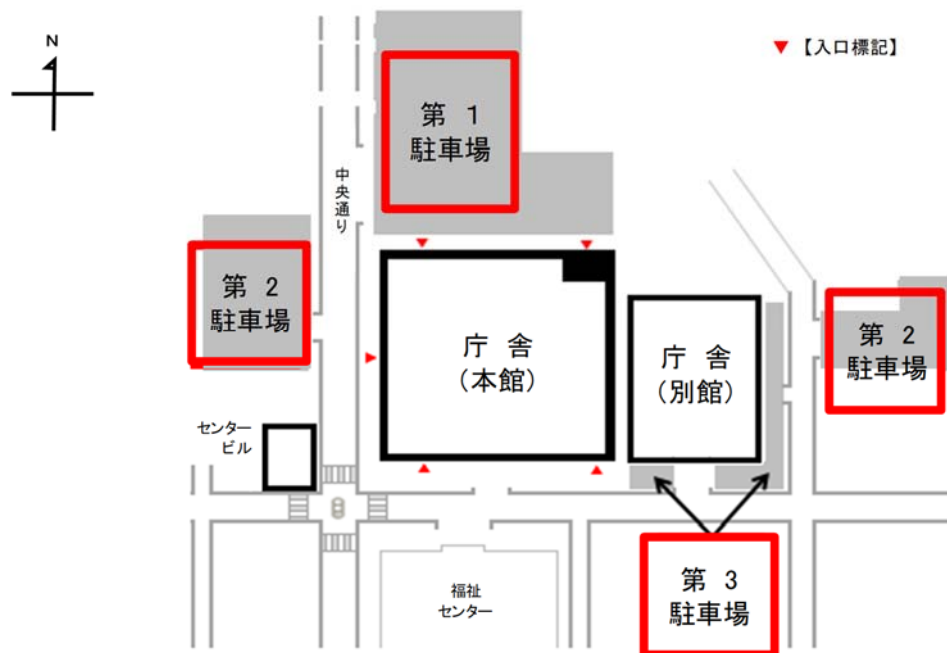 N
▼【入口標記】
第 1
駐車場
中央通り
第 2
駐車場
庁 舎
(本館)
庁 舎
(別館)
第 2
駐車場
センター
ビル
福祉
センター
第 3
駐車場